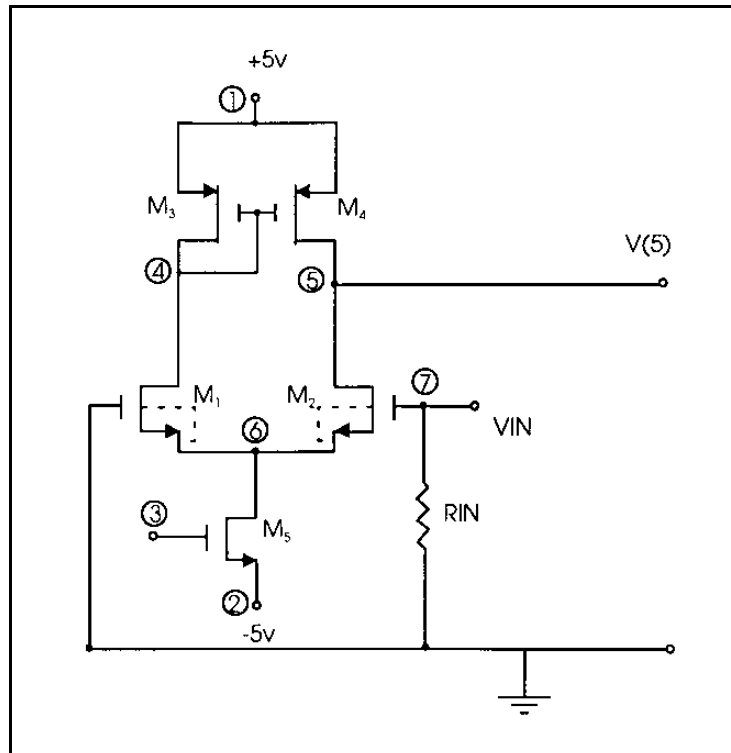 +5v
①
M₃
M₄
④
⑤
V(5)
M₁
M₂
⑥
⑦
VIN
③
M₅
RIN
②
-5v